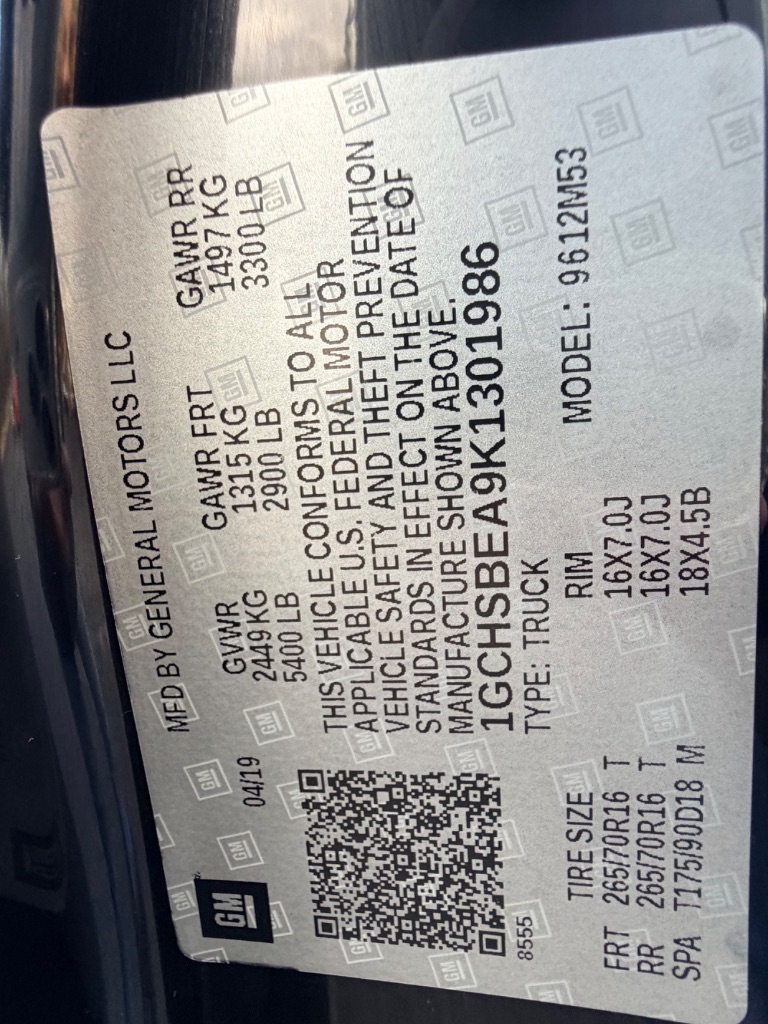 GM
MFD BY GENERAL MOTORS LLC
04/19
GVWR GAWR FRT GAWR RR
2449 KG 1315 KG 1497 KG
5400 LB 2900 LB 3300 LB
THIS VEHICLE CONFORMS TO ALL
APPLICABLE U.S. FEDERAL MOTOR
VEHICLE SAFETY AND THEFT PREVENTION
STANDARDS IN EFFECT ON THE DATE OF
MANUFACTURE SHOWN ABOVE.
1GCHSBEA9K1301986
8555
TYPE: TRUCK MODEL: 9612M53
TIRE SIZE RIM
FRT 265/70R16 T 16X7.0J
RR 265/70R16 T 16X7.0J
SPA T175/90D18 M 18X4.5B